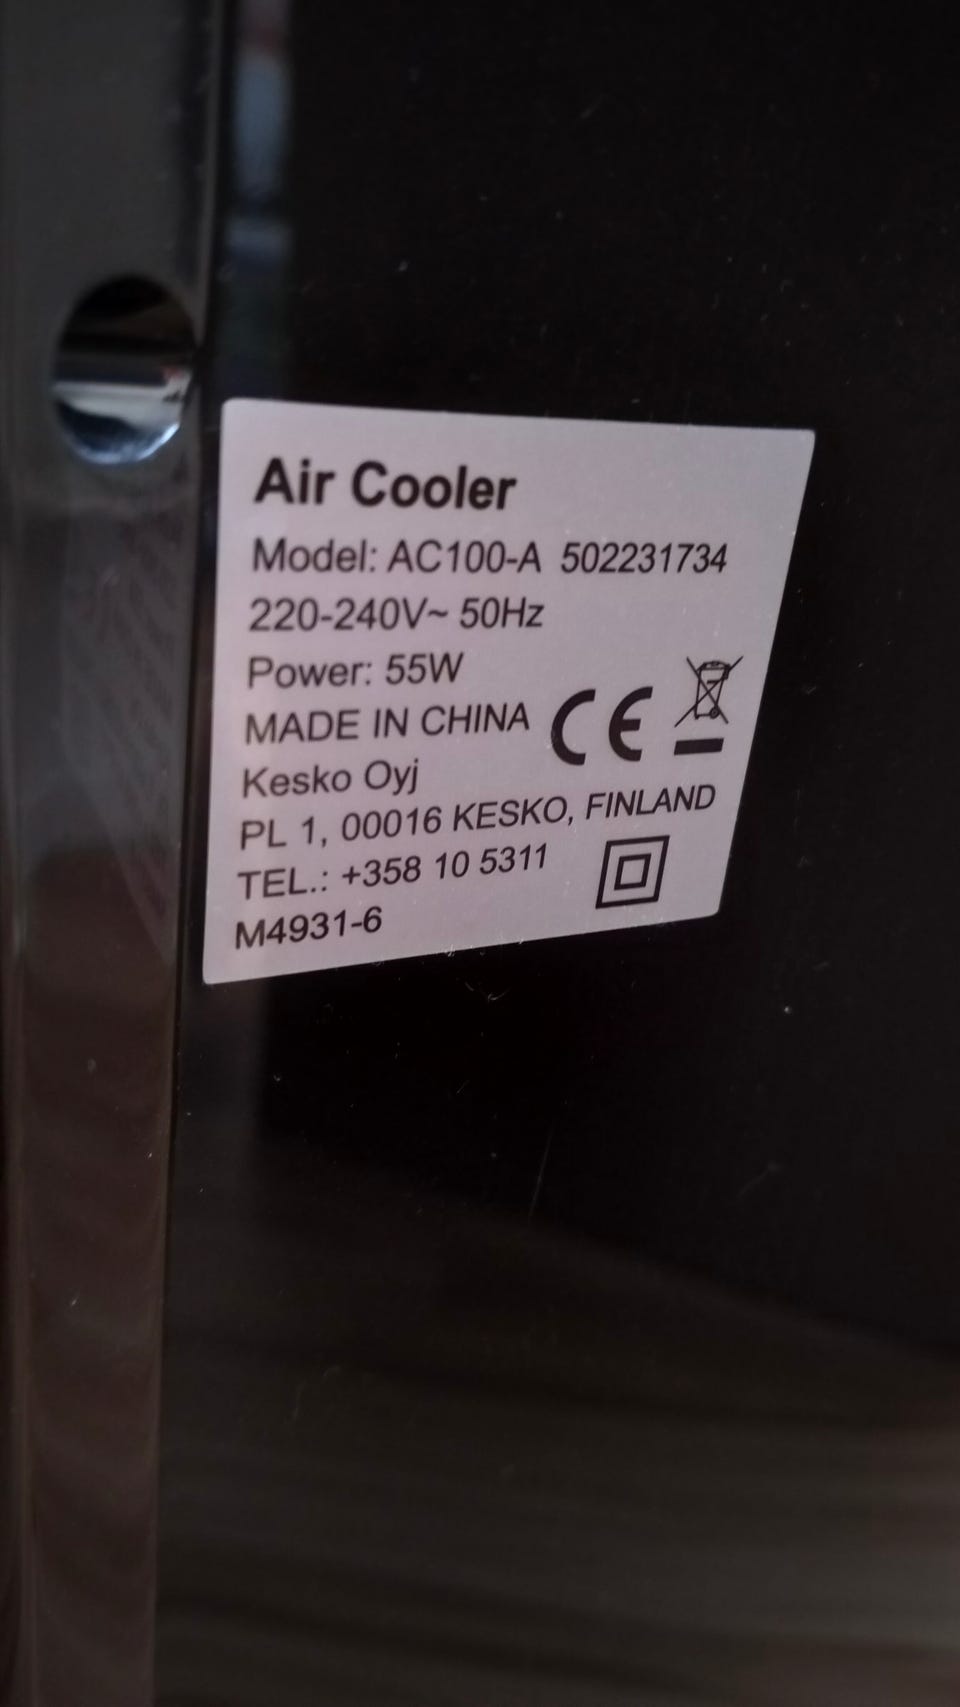 Air Cooler
Model: AC100-A 502231734
220-240V~ 50Hz
Power: 55W
MADE IN CHINA CE
Kesko Oyj
PL 1, 00016 KESKO, FINLAND
TEL.: +358 10 5311
M4931-6